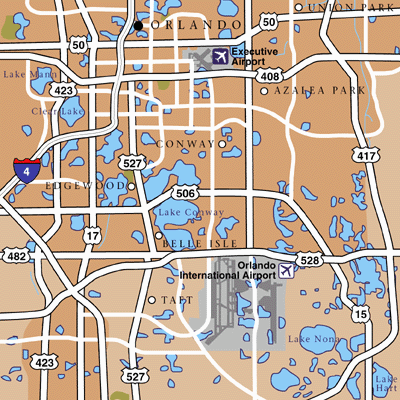 UNION PARK
50
ORLANDO
50
50
Executive
Airport
Lake Mann
408
423
AZALEA PARK
Clear Lake
CONWAY
417
527
4
EDGEWOOD
506
Lake Conway
17
BELLE ISLE
482
528
Orlando
International Airport
TAFT
15
Lake Nona
423
527
Lake
Hart